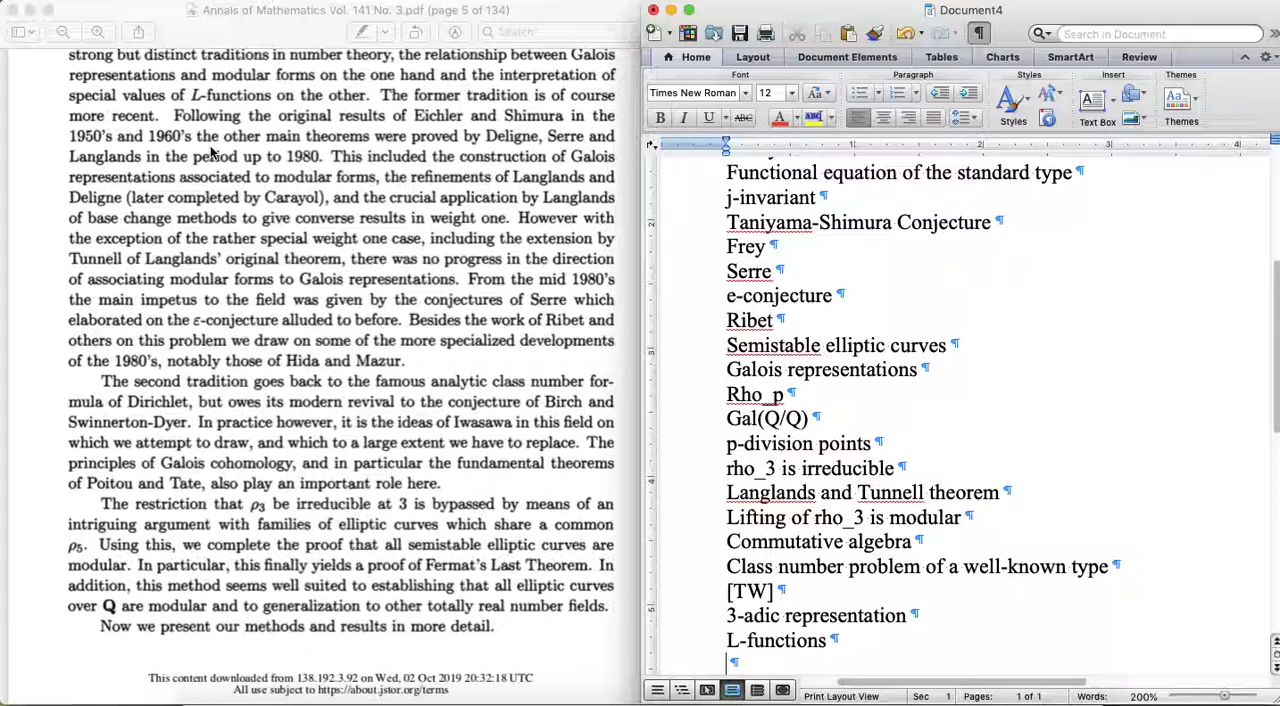 Annals of Mathematics Vol. 141 No. 3.pdf (page 5 of 134)
Search
strong but distinct traditions in number theory, the relationship between Galois
representations and modular forms on the one hand and the interpretation of
special values of L-functions on the other. The former tradition is of course
more recent. Following the original results of Eichler and Shimura in the
1950's and 1960's the other main theorems were proved by Deligne, Serre and
Langlands in the period up to 1980. This included the construction of Galois
representations associated to modular forms, the refinements of Langlands and
Deligne (later completed by Carayol), and the crucial application by Langlands
of base change methods to give converse results in weight one. However with
the exception of the rather special weight one case, including the extension by
Tunnell of Langlands' original theorem, there was no progress in the direction
of associating modular forms to Galois representations. From the mid 1980's
the main impetus to the field was given by the conjectures of Serre which
elaborated on the ε-conjecture alluded to before. Besides the work of Ribet and
others on this problem we draw on some of the more specialized developments
of the 1980's, notably those of Hida and Mazur.
The second tradition goes back to the famous analytic class number for-
mula of Dirichlet, but owes its modern revival to the conjecture of Birch and
Swinnerton-Dyer. In practice however, it is the ideas of Iwasawa in this field on
which we attempt to draw, and which to a large extent we have to replace. The
principles of Galois cohomology, and in particular the fundamental theorems
of Poitou and Tate, also play an important role here.
The restriction that ρ3 be irreducible at 3 is bypassed by means of an
intriguing argument with families of elliptic curves which share a common
ρ5. Using this, we complete the proof that all semistable elliptic curves are
modular. In particular, this finally yields a proof of Fermat's Last Theorem. In
addition, this method seems well suited to establishing that all elliptic curves
over Q are modular and to generalization to other totally real number fields.
Now we present our methods and results in more detail.
This content downloaded from 138.192.3.92 on Wed, 02 Oct 2019 20:32:18 UTC
All use subject to https://about.jstor.org/terms
Document4
Search in Document
Home Layout Document Elements Tables Charts SmartArt Review
Font Paragraph Styles Insert Themes
Times New Roman 12 Aa
B I U ABC A ABC Styles A Text Box Aa Themes
1 2 3 4
2
3
4
5
Functional equation of the standard type ¶
j-invariant ¶
Taniyama-Shimura Conjecture ¶
Frey ¶
Serre ¶
e-conjecture ¶
Ribet ¶
Semistable elliptic curves ¶
Galois representations ¶
Rho_p ¶
Gal(Q/Q) ¶
p-division points ¶
rho_3 is irreducible ¶
Langlands and Tunnell theorem ¶
Lifting of rho_3 is modular ¶
Commutative algebra ¶
Class number problem of a well-known type ¶
[TW] ¶
3-adic representation ¶
L-functions ¶
¶
Print Layout View Sec 1 Pages: 1 of 1 Words: 200%